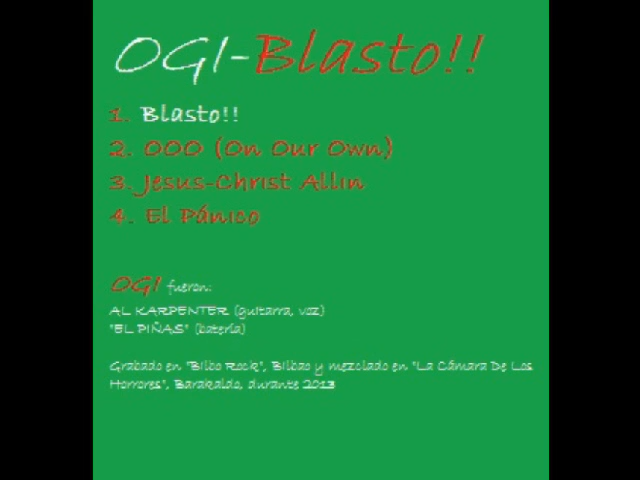 OGI-Blasto!!
1. Blasto!!
2. OOO (On Our Own)
3. Jesus-Christ Allin
4. El Pánico
OGI fueron:
AL KARPENTER (guitarra, voz)
"EL PIÑAS" (batería)
Grabado en "Bilbo Rock", Bilbao y mezclado en "La Cámara De Los
Horrores", Barakaldo, durante 2013